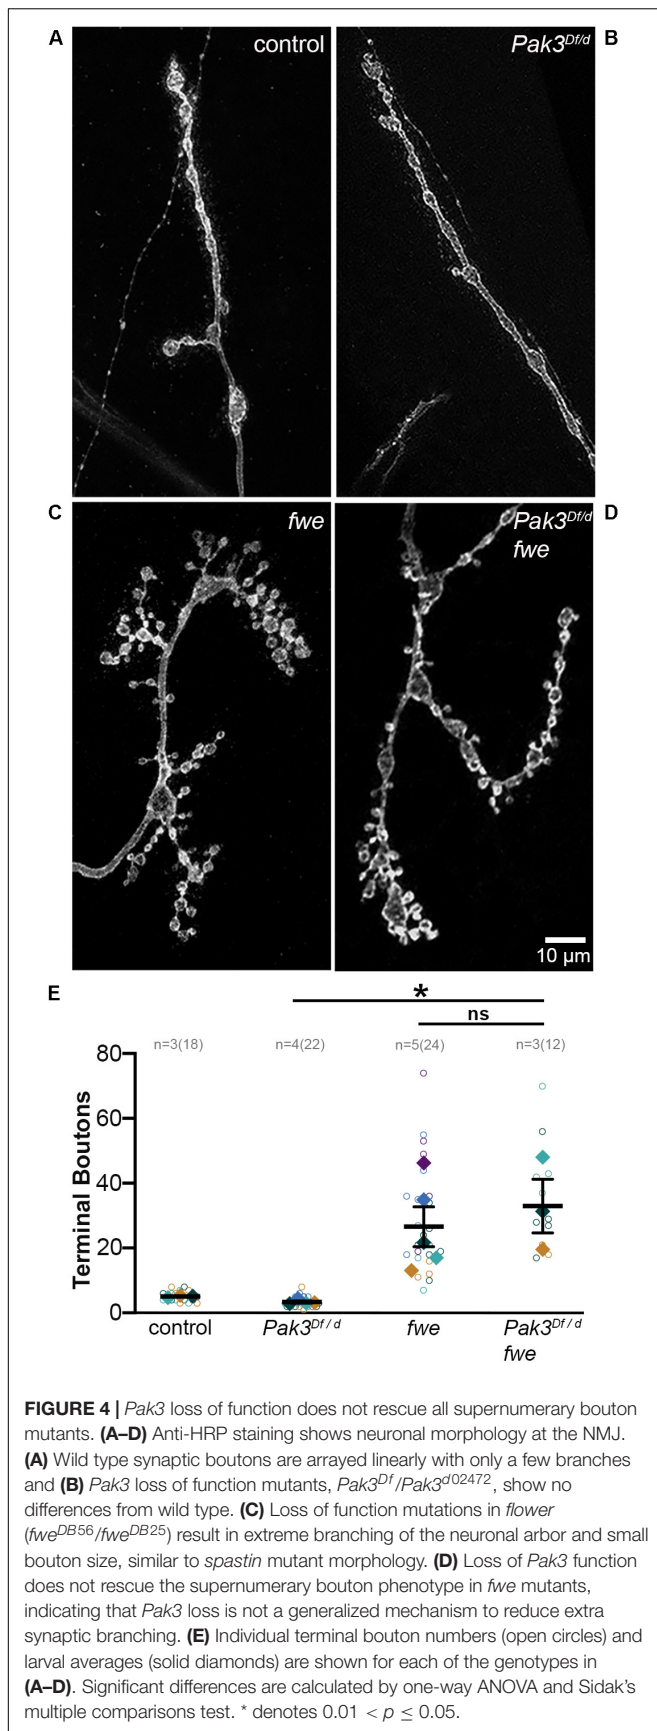 A
control
Pak3Df/d
B
C
fwe
Pak3Df/d
fwe
D
10 µm
E
*
ns
n=3(18)
n=4(22)
n=5(24)
n=3(12)
80
60
40
20
0
Terminal Boutons
control
Pak3Df / d
fwe
Pak3Df / d
fwe
FIGURE 4 | Pak3 loss of function does not rescue all supernumerary bouton
mutants. (A–D) Anti-HRP staining shows neuronal morphology at the NMJ.
(A) Wild type synaptic boutons are arrayed linearly with only a few branches
and (B) Pak3 loss of function mutants, Pak3Df/Pak3d02472, show no
differences from wild type. (C) Loss of function mutations in flower
(fweDB56/fweDB25) result in extreme branching of the neuronal arbor and small
bouton size, similar to spastin mutant morphology. (D) Loss of Pak3 function
does not rescue the supernumerary bouton phenotype in fwe mutants,
indicating that Pak3 loss is not a generalized mechanism to reduce extra
synaptic branching. (E) Individual terminal bouton numbers (open circles) and
larval averages (solid diamonds) are shown for each of the genotypes in
(A–D). Significant differences are calculated by one-way ANOVA and Sidak's
multiple comparisons test. * denotes 0.01 < p ≤ 0.05.